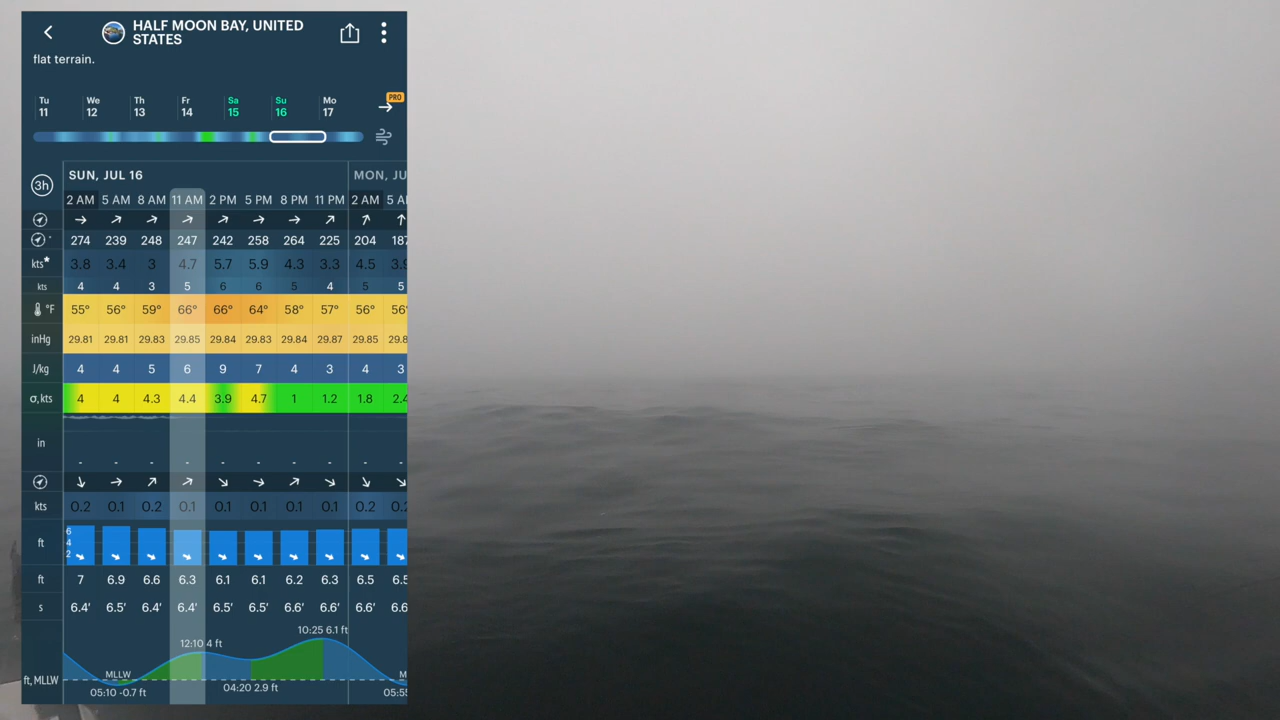 HALF MOON BAY, UNITED
STATES
flat terrain.
PRO
Tu We Th Fr Sa Su Mo
11 12 13 14 15 16 17
SUN, JUL 16 MON, JU
3h
2 AM 5 AM 8 AM 11 AM 2 PM 5 PM 8 PM 11 PM 2 AM 5 A
274 239 248 247 242 258 264 225 204 187
kts* 3.8 3.4 3 4.7 5.7 5.9 4.3 3.3 4.5 3.9
kts 4 4 3 5 6 6 5 4 5 5
°F 55° 56° 59° 66° 66° 64° 58° 57° 56° 56
inHg 29.81 29.81 29.83 29.85 29.84 29.83 29.84 29.87 29.85 29.8
J/kg 4 4 5 6 9 7 4 3 4 3
σ, kts 4 4 4.3 4.4 3.9 4.7 1 1.2 1.8 2.4
in - - - - - - - - - -
kts 0.2 0.1 0.2 0.1 0.1 0.1 0.1 0.1 0.2 0.2
6
ft 4
2
ft 7 6.9 6.6 6.3 6.1 6.1 6.2 6.3 6.5 6.5
s 6.4' 6.5' 6.4' 6.4' 6.5' 6.5' 6.6' 6.6' 6.6' 6.6
10:25 6.1 ft
12:10 4 ft
MLLW M
ft, MLLW
05:10 -0.7 ft 04:20 2.9 ft 05:55